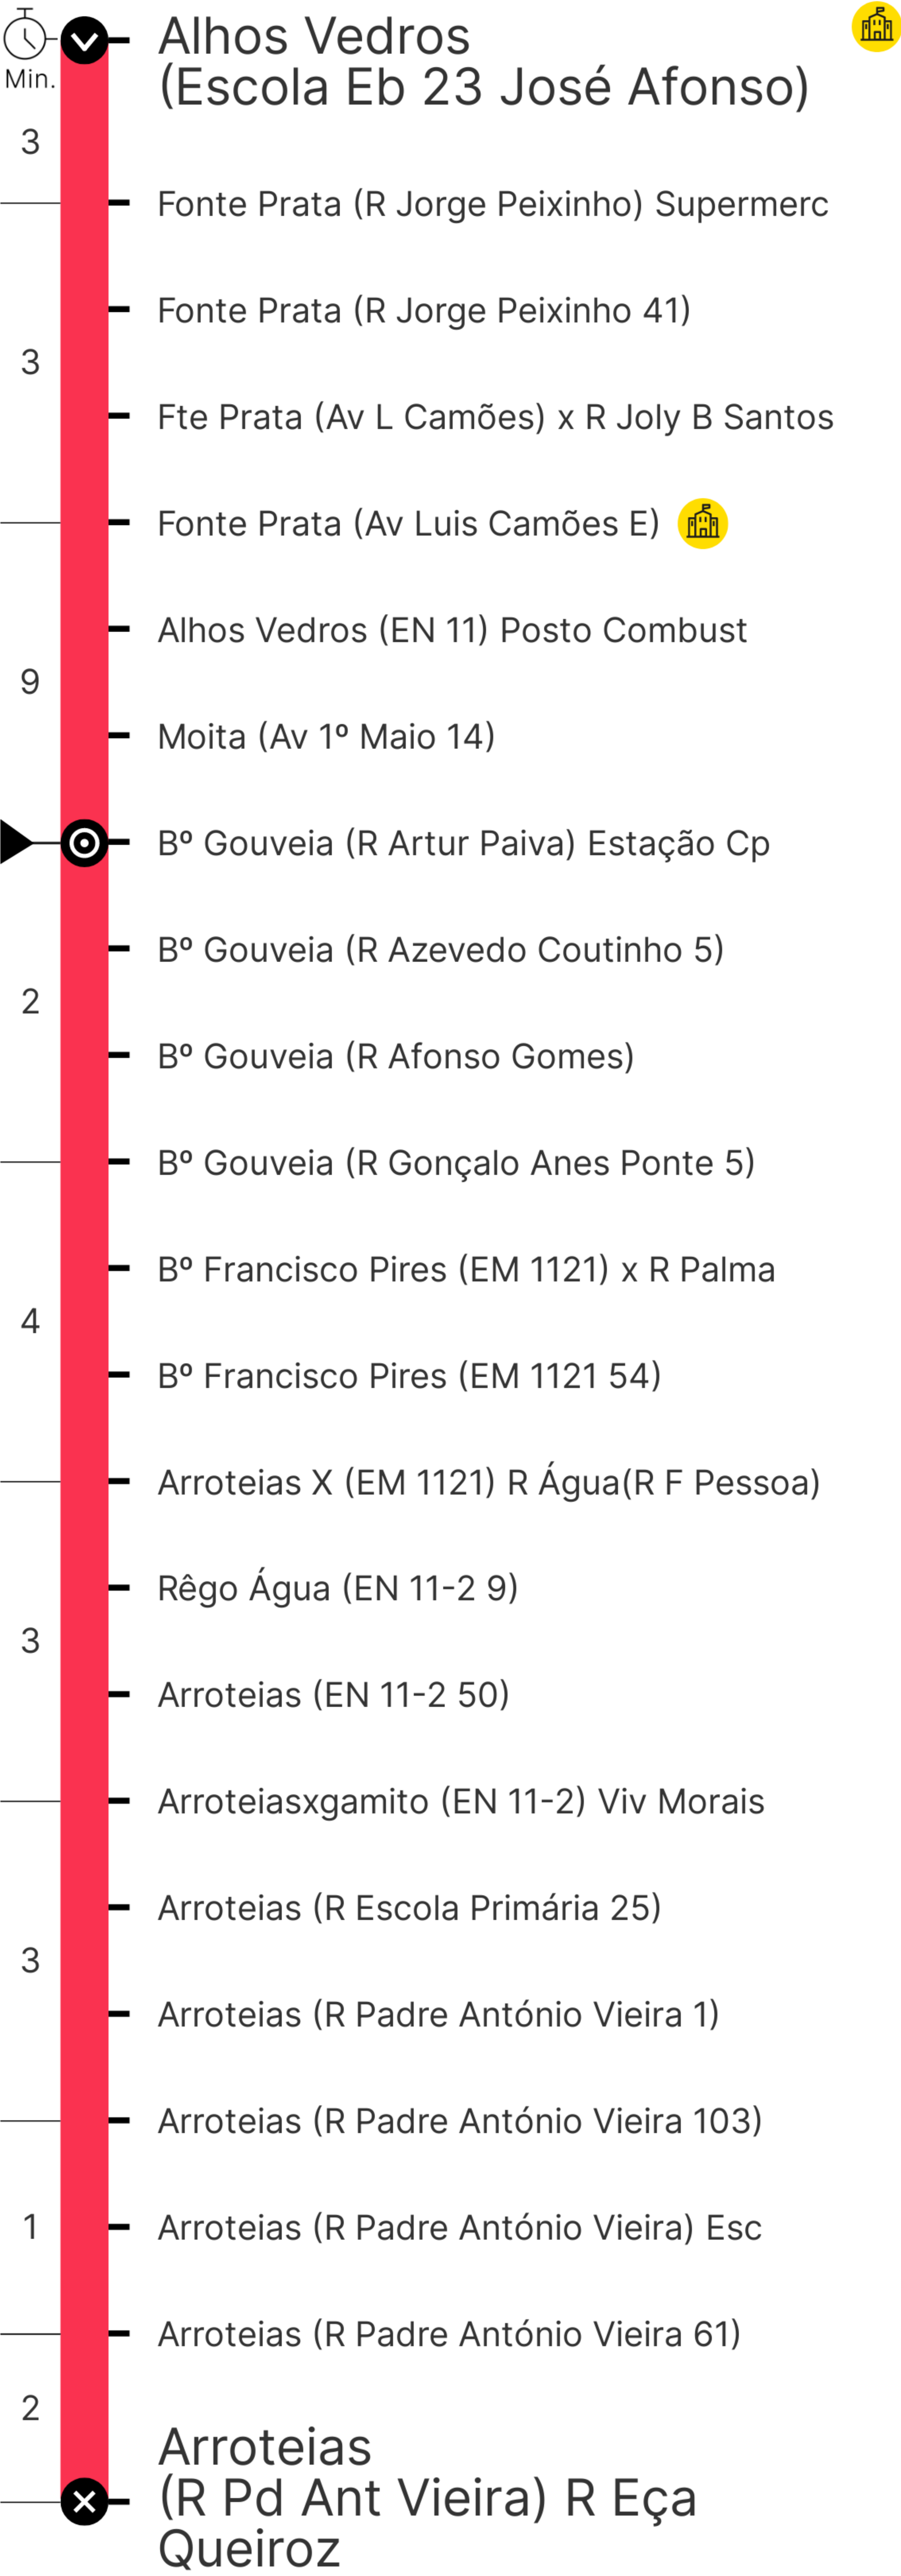 Alhos Vedros
(Escola Eb 23 José Afonso)
Min.
3
Fonte Prata (R Jorge Peixinho) Supermerc
Fonte Prata (R Jorge Peixinho 41)
3
Fte Prata (Av L Camões) x R Joly B Santos
Fonte Prata (Av Luis Camões E)
Alhos Vedros (EN 11) Posto Combust
9
Moita (Av 1º Maio 14)
Bº Gouveia (R Artur Paiva) Estação Cp
Bº Gouveia (R Azevedo Coutinho 5)
2
Bº Gouveia (R Afonso Gomes)
Bº Gouveia (R Gonçalo Anes Ponte 5)
Bº Francisco Pires (EM 1121) x R Palma
4
Bº Francisco Pires (EM 1121 54)
Arroteias X (EM 1121) R Água(R F Pessoa)
Rêgo Água (EN 11-2 9)
3
Arroteias (EN 11-2 50)
Arroteiasxgamito (EN 11-2) Viv Morais
Arroteias (R Escola Primária 25)
3
Arroteias (R Padre António Vieira 1)
Arroteias (R Padre António Vieira 103)
1
Arroteias (R Padre António Vieira) Esc
Arroteias (R Padre António Vieira 61)
2
Arroteias
(R Pd Ant Vieira) R Eça
Queiroz